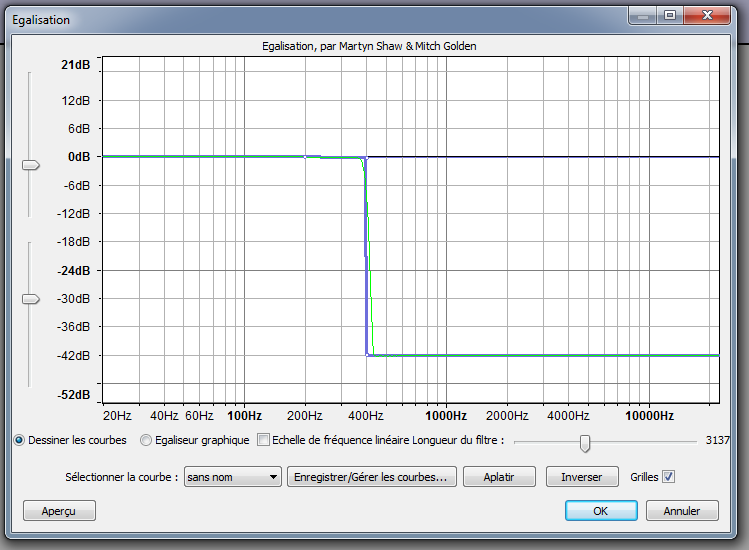 Egalisation
Egalisation, par Martyn Shaw & Mitch Golden
21dB
12dB
6dB
0dB
-6dB
-12dB
-18dB
-24dB
-30dB
-36dB
-42dB
-52dB
20Hz 40Hz 60Hz 100Hz 200Hz 400Hz 1000Hz 2000Hz 4000Hz 10000Hz
Dessiner les courbes Egaliseur graphique Echelle de fréquence linéaire Longueur du filtre : 3137
Sélectionner la courbe : sans nom Enregistrer/Gérer les courbes... Aplatir Inverser Grilles
Aperçu OK Annuler